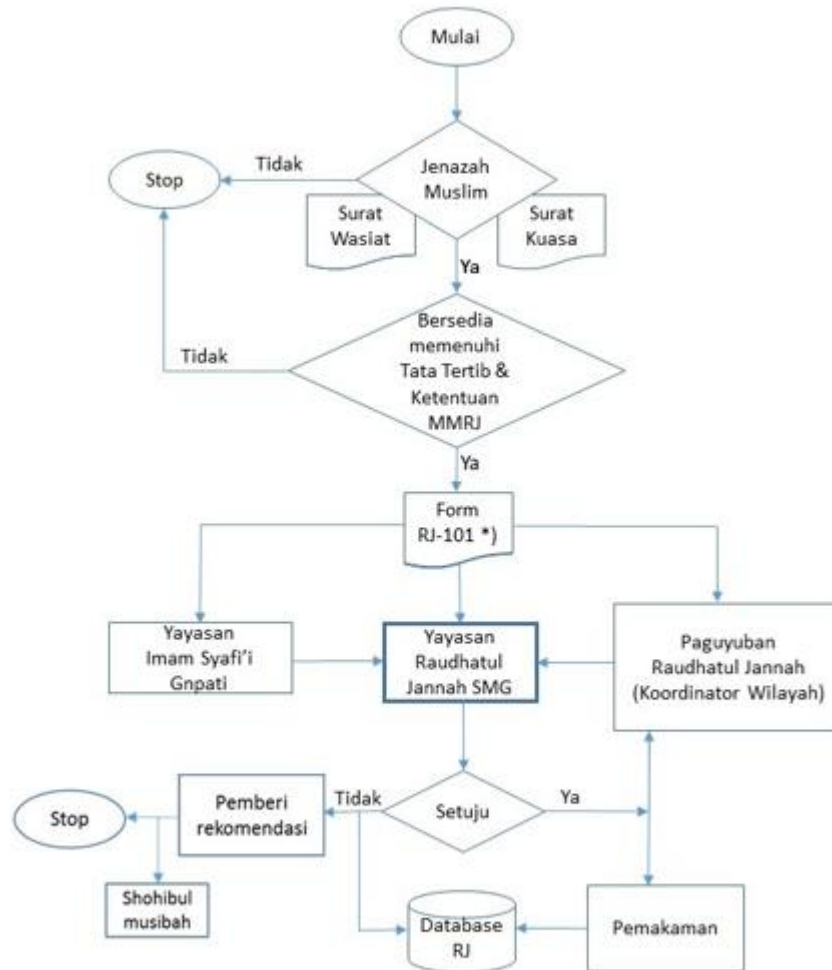 Mulai
Jenazah
Muslim
Tidak
Stop
Surat
Wasiat
Surat
Kuasa
Ya
Bersedia
memenuhi
Tata Tertib &
Ketentuan
MMRJ
Tidak
Ya
Form
RJ-101 *)
Yayasan
Imam Syafi'i
Gnpati
Yayasan
Raudhatul
Jannah SMG
Paguyuban
Raudhatul Jannah
(Koordinator Wilayah)
Setuju
Tidak
Ya
Pemberi
rekomendasi
Stop
Shohibul
musibah
Database
RJ
Pemakaman